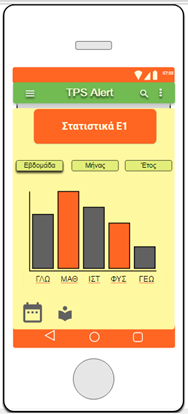 07:00
TPS Alert
Στατιστικά Ε1
Εβδομάδα Μήνας Έτος
ΓΛΩ ΜΑΘ ΙΣΤ ΦΥΣ ΓΕΩ